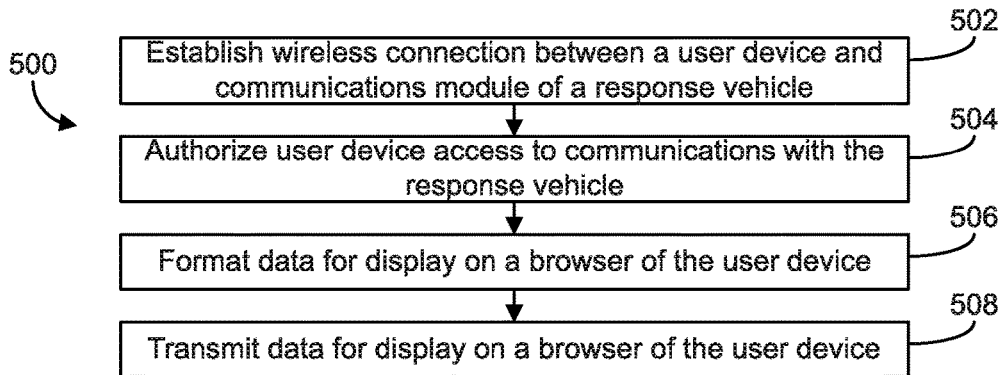 502
Establish wireless connection between a user device and
communications module of a response vehicle
500
504
Authorize user device access to communications with the
response vehicle
506
Format data for display on a browser of the user device
508
Transmit data for display on a browser of the user device